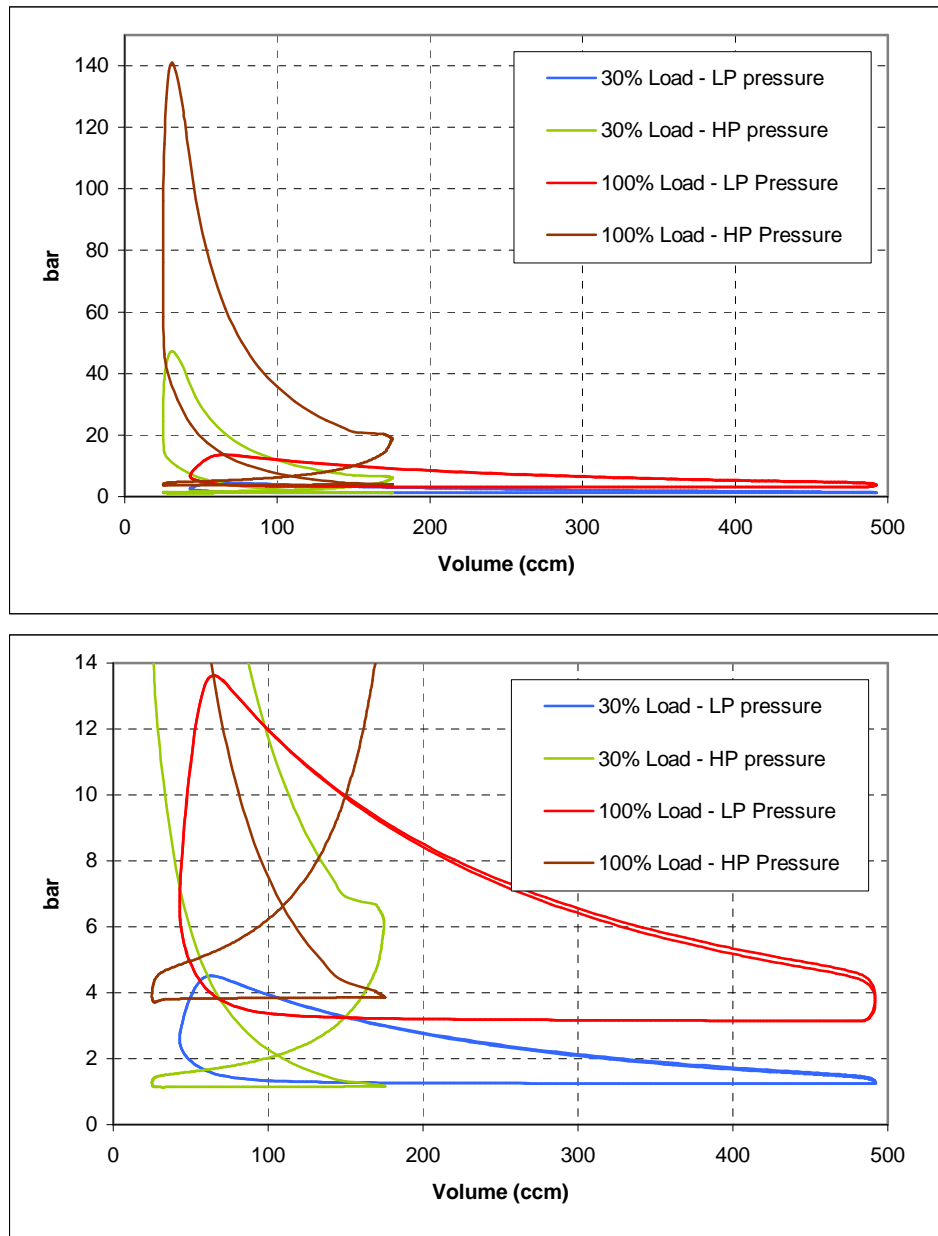 140
120
100
80
60
40
20
0
bar
30% Load - LP pressure
30% Load - HP pressure
100% Load - LP Pressure
100% Load - HP Pressure
0 100 200 300 400 500
Volume (ccm)
14
12
10
8
6
4
2
0
bar
30% Load - LP pressure
30% Load - HP pressure
100% Load - LP Pressure
100% Load - HP Pressure
0 100 200 300 400 500
Volume (ccm)